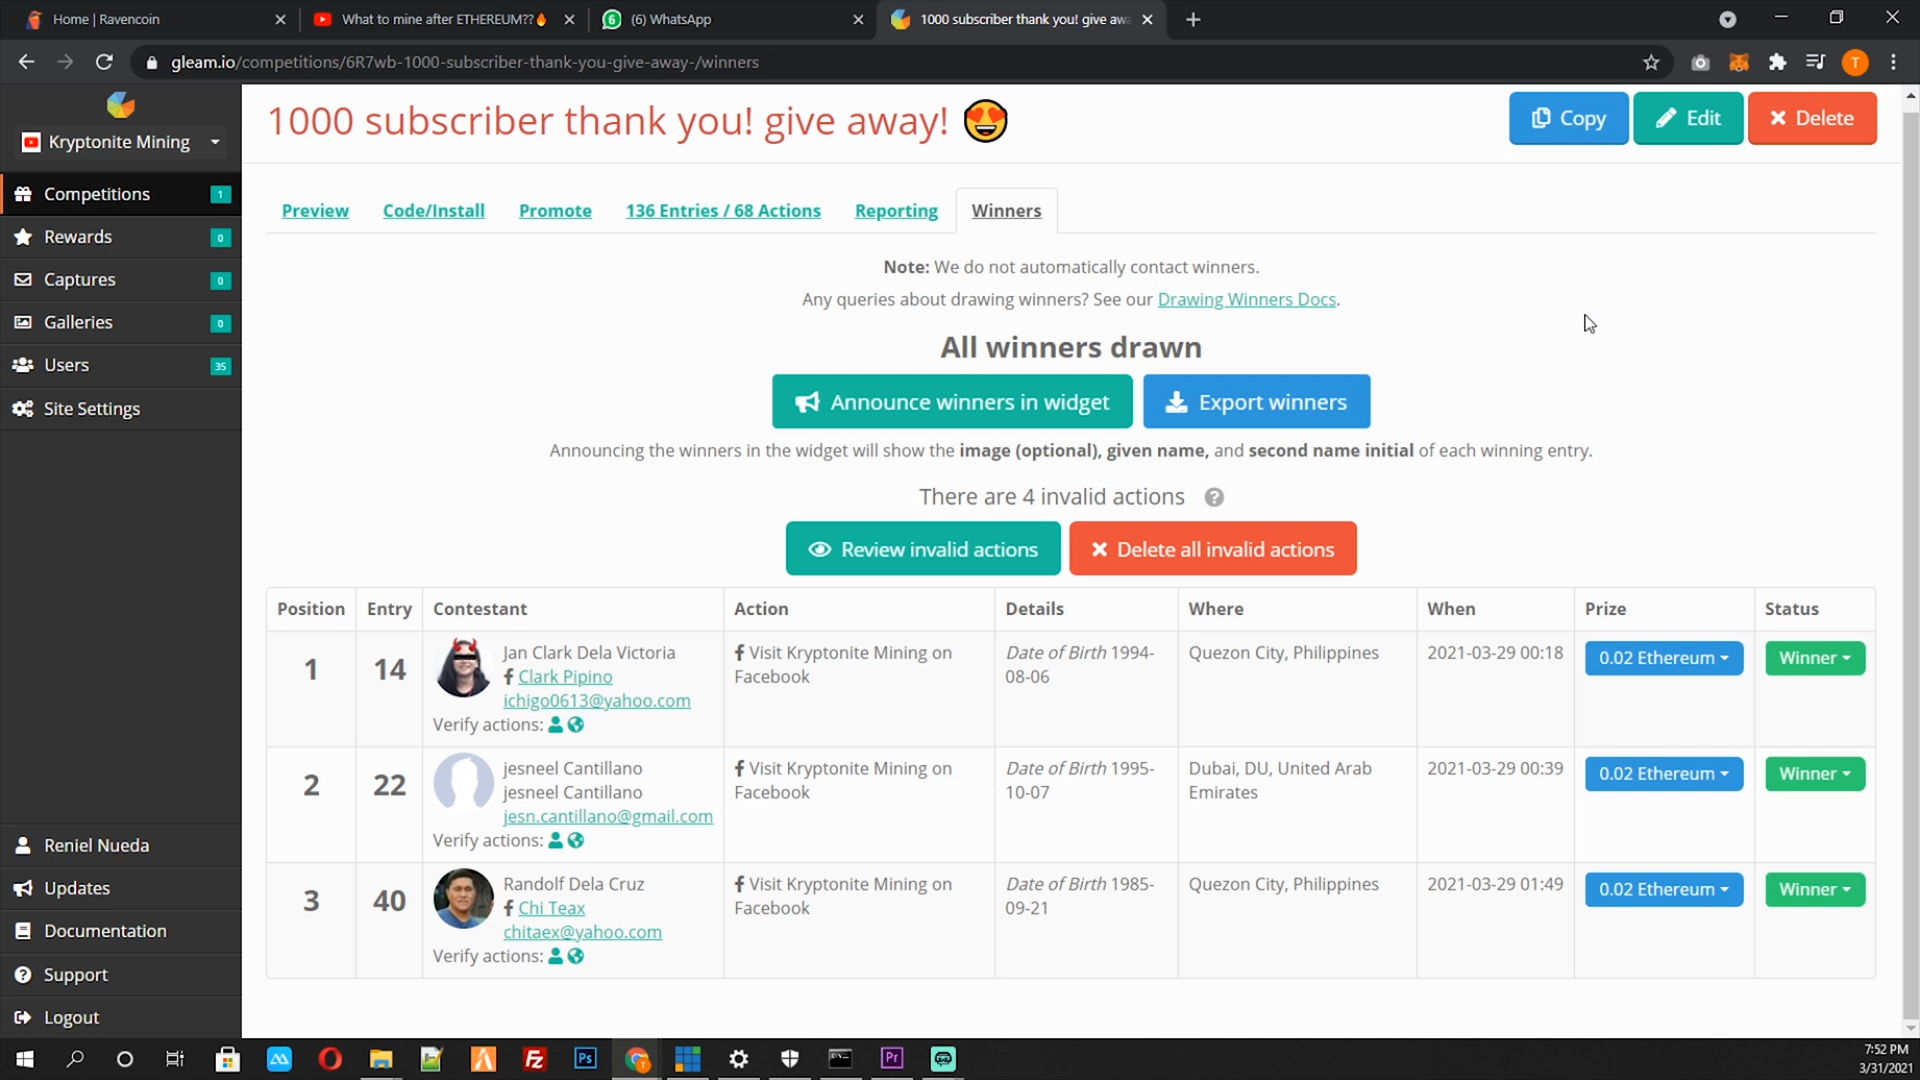 Home | Ravencoin
What to mine after ETHEREUM??🔥
(6) WhatsApp
1000 subscriber thank you! give awa
gleam.io/competitions/6R7wb-1000-subscriber-thank-you-give-away-/winners
T
Kryptonite Mining
Competitions 1
Rewards 0
Captures 0
Galleries 0
Users 35
Site Settings
Reniel Nueda
Updates
Documentation
Support
Logout
1000 subscriber thank you! give away! 😍
Copy
Edit
Delete
Preview
Code/Install
Promote
136 Entries / 68 Actions
Reporting
Winners
Note: We do not automatically contact winners.
Any queries about drawing winners? See our Drawing Winners Docs.
All winners drawn
Announce winners in widget
Export winners
Announcing the winners in the widget will show the image (optional), given name, and second name initial of each winning entry.
There are 4 invalid actions ?
Review invalid actions
Delete all invalid actions
Position Entry Contestant Action Details Where When Prize Status
1 14
Jan Clark Dela Victoria
Clark Pipino
ichigo0613@yahoo.com
Verify actions:
Visit Kryptonite Mining on
Facebook
Date of Birth 1994-
08-06
Quezon City, Philippines
2021-03-29 00:18
0.02 Ethereum
Winner
2 22
jesneel Cantillano
jesneel Cantillano
jesn.cantillano@gmail.com
Verify actions:
Visit Kryptonite Mining on
Facebook
Date of Birth 1995-
10-07
Dubai, DU, United Arab
Emirates
2021-03-29 00:39
0.02 Ethereum
Winner
3 40
Randolf Dela Cruz
Chi Teax
chitaex@yahoo.com
Verify actions:
Visit Kryptonite Mining on
Facebook
Date of Birth 1985-
09-21
Quezon City, Philippines
2021-03-29 01:49
0.02 Ethereum
Winner
Fz
Ps
Pr
7:52 PM
3/31/2021